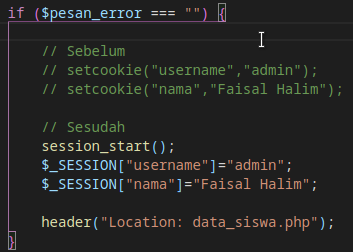 if ($pesan_error === "") {
// Sebelum
// setcookie("username","admin");
// setcookie("nama","Faisal Halim");
// Sesudah
session_start();
$_SESSION["username"]="admin";
$_SESSION["nama"]="Faisal Halim";
header("Location: data_siswa.php");
}